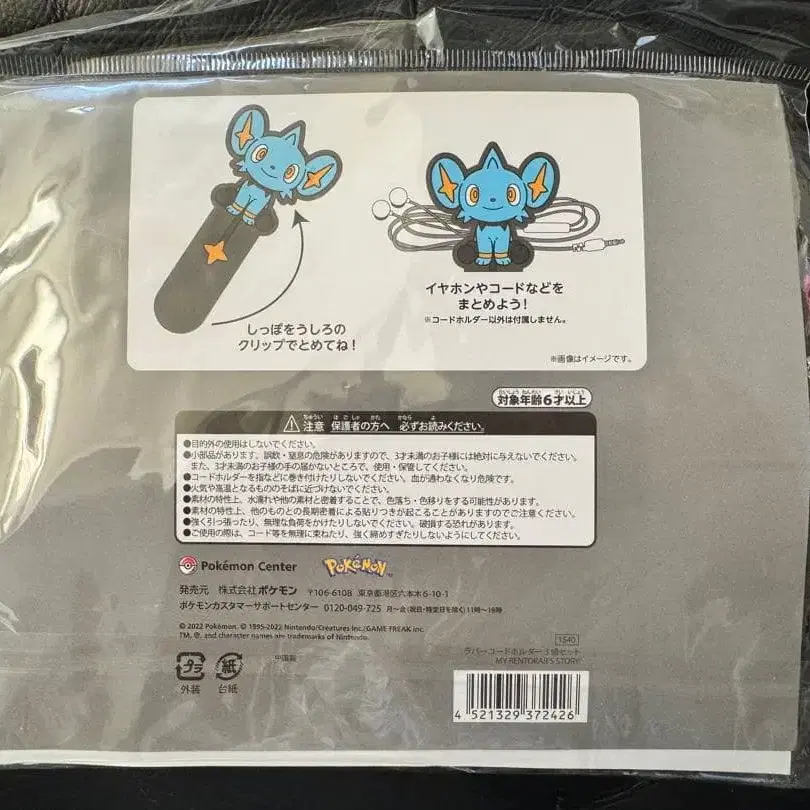 しっぽをうしろの
クリップでとめてね!
イヤホンやコードなどを
まとめよう!
※コードホルダー以外は付属しません。
※画像はイメージです。
対象年齢6才以上
注意 保護者の方へ 必ずお読みください。
●目的外の使用はしないでください。
●小部品があります。誤飲・窒息の危険がありますので、3才未満のお子様には絶対に与えないでください。
また、3才未満のお子様の手の届かないところで、使用・保管してください。
●コードホルダーを指などに巻き付けたりしないでください。血が通わなくなり危険です。
●火気や高温となるもののそばに近づけないでください。
●素材の特性上、水濡れや他の素材と密着することで、色落ち・色移りをする可能性があります。
●素材の特性上、他のものとの長期密着による貼りつきが起こることがありますのでご注意ください。
●強く引っ張ったり、無理な負荷をかけたりしないでください。破損する恐れがあります。
●ご使用の際は、コード等を無理に束ねたり、強く締めすぎたりしないようにしてください。
Pokémon Center POKéMON
発売元 株式会社ポケモン 〒106-6108 東京都港区六本木6-10-1
ポケモンカスタマーサポートセンター 0120-049-725 月〜金(祝日・特定日を除く)11時〜18時
© 2022 Pokémon. © 1995-2022 Nintendo/Creatures Inc./GAME FREAK inc.
TM, ®, and character names are trademarks of Nintendo.
プラ 外装
紙 台紙
中国製
1540
ラバーコードホルダー 3個セット
MY RENTORAR'S STORY!
4 521329 372426